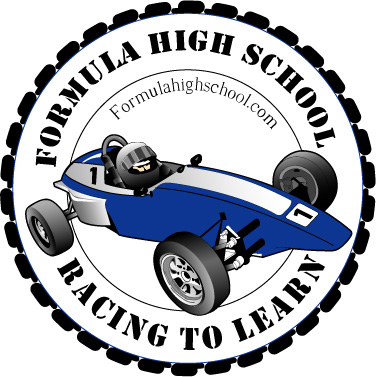 FORMULA HIGH SCHOOL
Formulahighschool.com
1
1
RACING TO LEARN